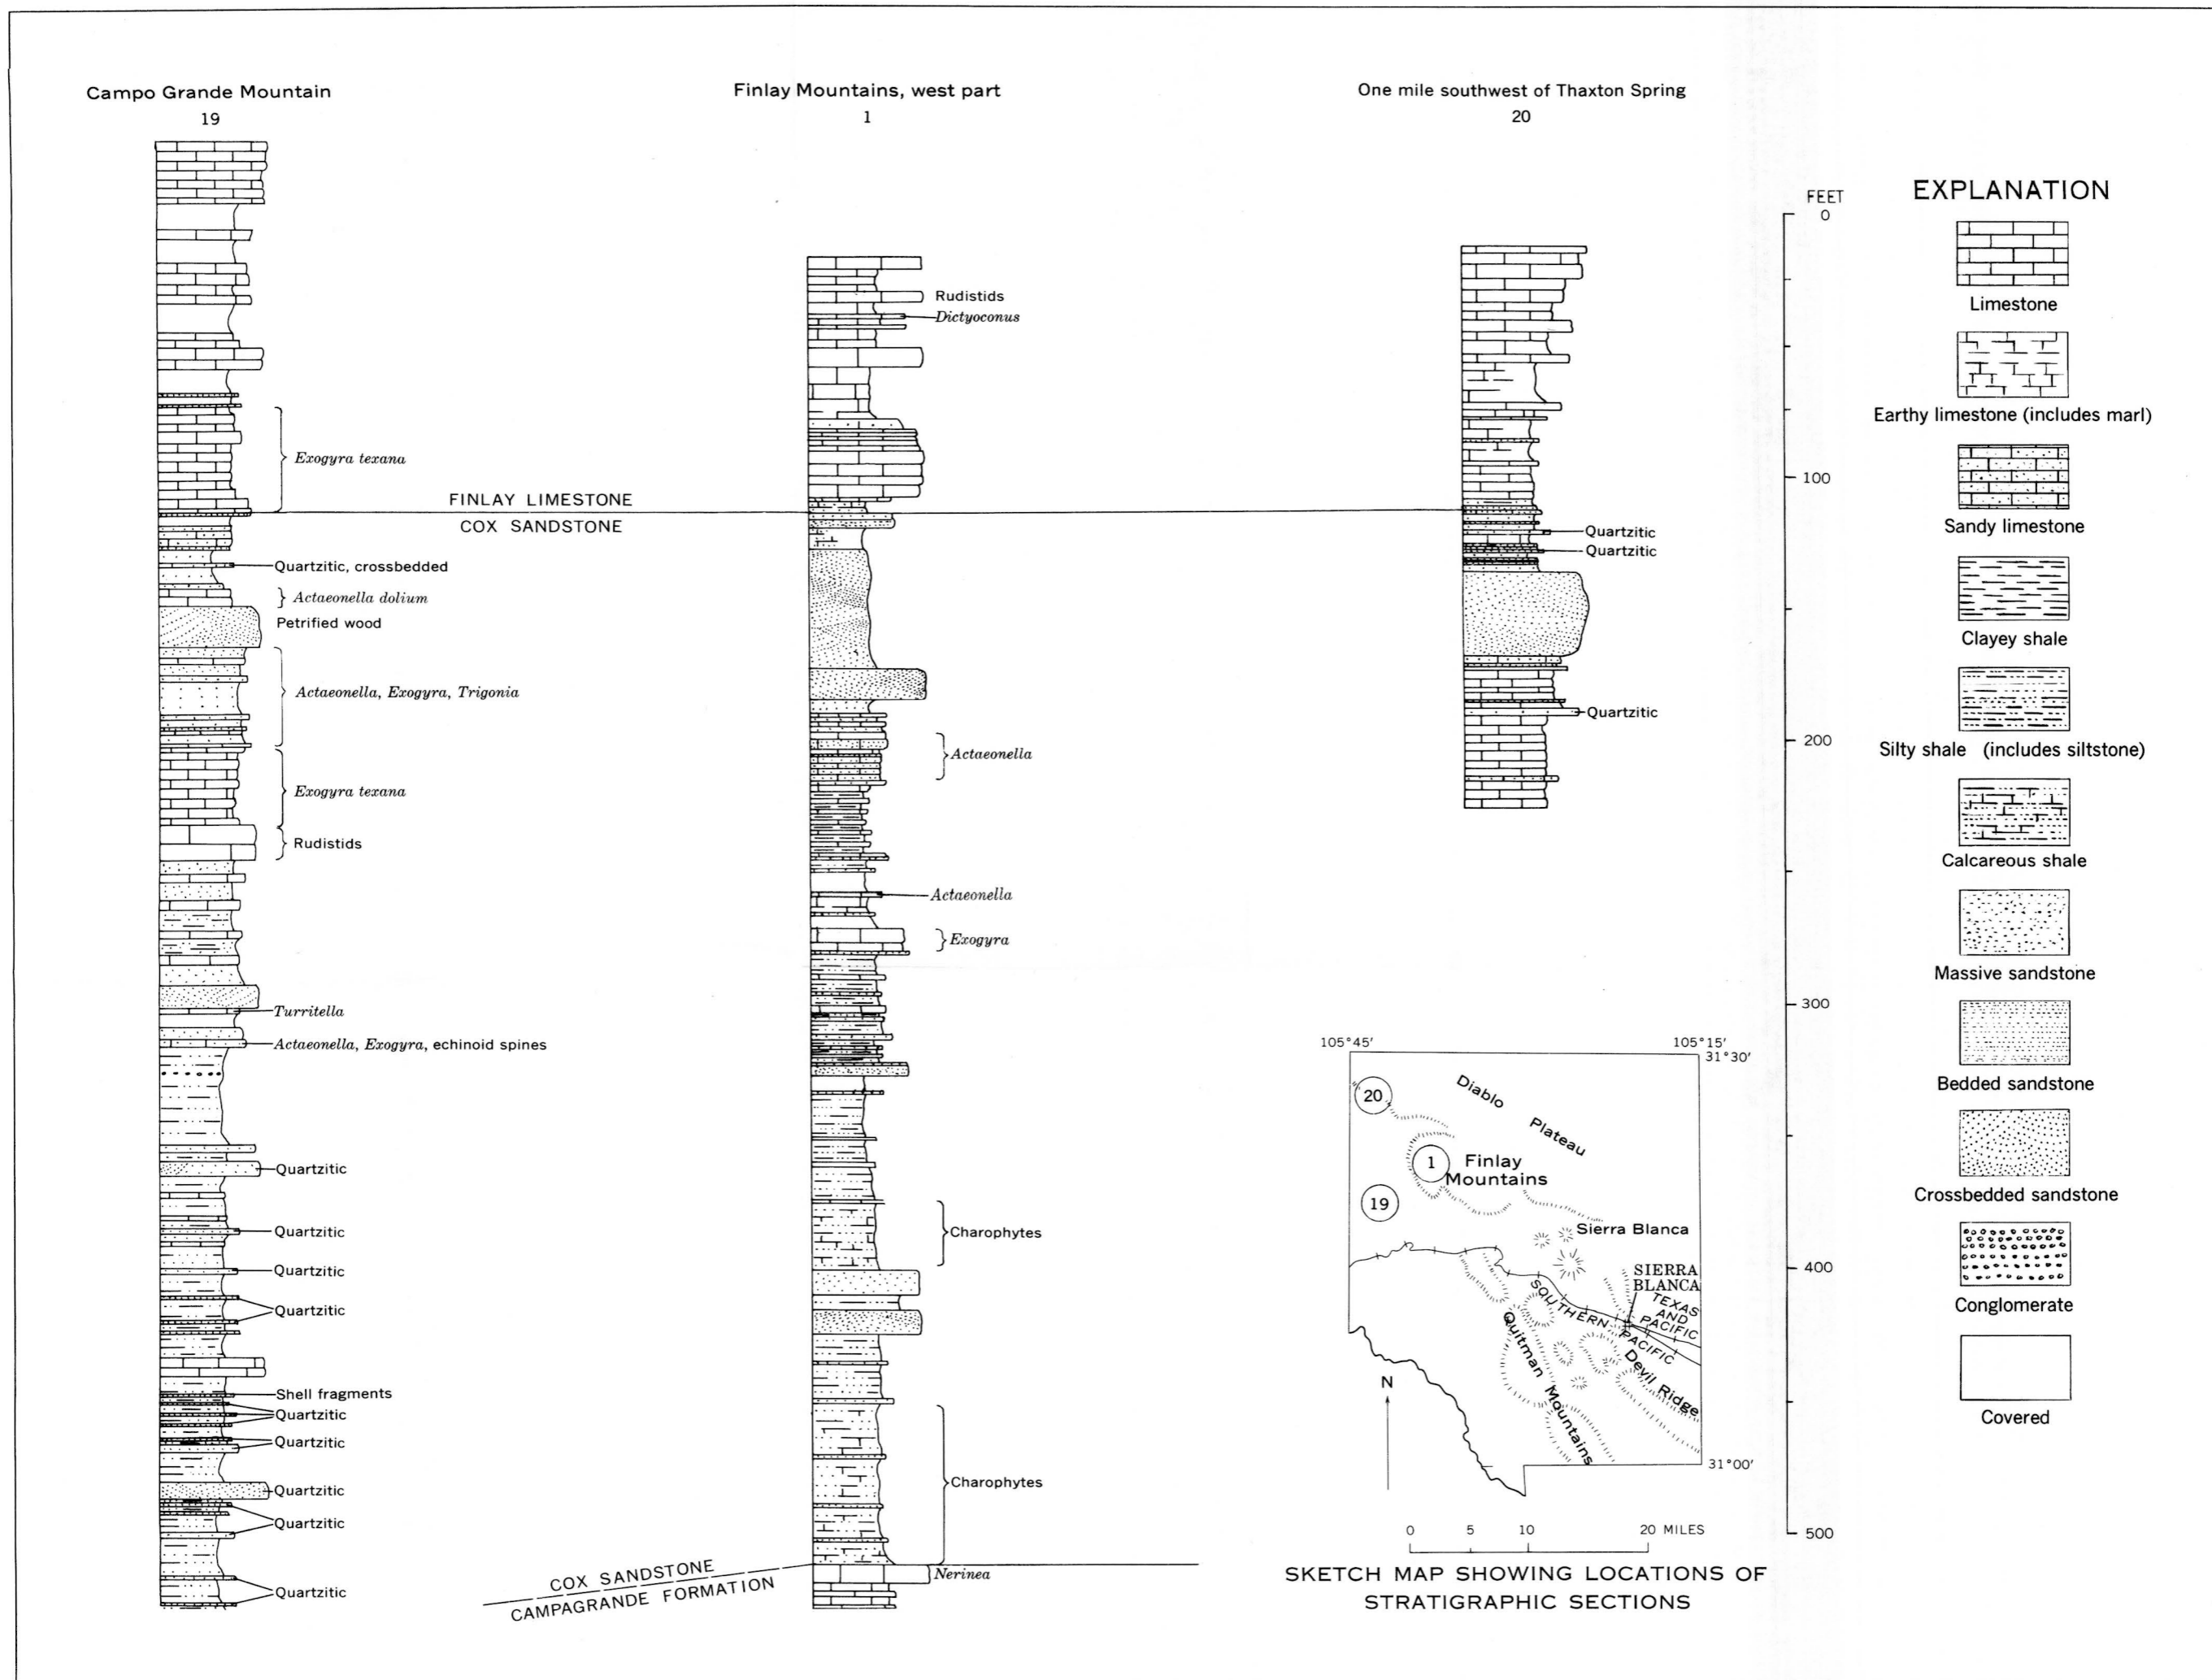 Campo Grande Mountain
19
Exogyra texana
Quartzitic, crossbedded
Actaeonella dolium
Petrified wood
Actaeonella, Exogyra, Trigonia
Exogyra texana
Rudistids
Turritella
Actaeonella, Exogyra, echinoid spines
Quartzitic
Quartzitic
Quartzitic
Quartzitic
Shell fragments
Quartzitic
Quartzitic
Quartzitic
Quartzitic
Quartzitic
FINLAY LIMESTONE
COX SANDSTONE
COX SANDSTONE
CAMPAGRANDE FORMATION
Finlay Mountains, west part
1
Rudistids
Dictyoconus
Actaeonella
Actaeonella
Exogyra
Charophytes
Charophytes
Nerinea
One mile southwest of Thaxton Spring
20
Quartzitic
Quartzitic
Quartzitic
FEET
0
100
200
300
400
500
EXPLANATION
Limestone
Earthy limestone (includes marl)
Sandy limestone
Clayey shale
Silty shale (includes siltstone)
Calcareous shale
Massive sandstone
Bedded sandstone
Crossbedded sandstone
Conglomerate
Covered
105°45'
105°15'
31°30'
20
Diablo
Plateau
1
Finlay
Mountains
19
Sierra Blanca
SIERRA
BLANCA
TEXAS
AND
PACIFIC
SOUTHERN
PACIFIC
Quitman
Mountains
Devil Ridge
N
31°00'
0 5 10 20 MILES
SKETCH MAP SHOWING LOCATIONS OF
STRATIGRAPHIC SECTIONS